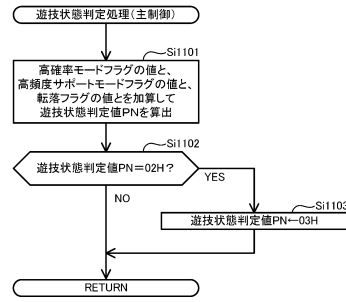 遊技状態判定処理(主制御)
Si1101
高確率モードフラグの値と、
高頻度サポートモードフラグの値と、
転落フラグの値とを加算して
遊技状態判定値PNを算出
Si1102
遊技状態判定値PN=02H?
YES
NO
Si1103
遊技状態判定値PN←03H
RETURN